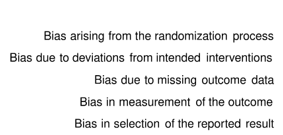 Bias arising from the randomization process
Bias due to deviations from intended interventions
Bias due to missing outcome data
Bias in measurement of the outcome
Bias in selection of the reported result